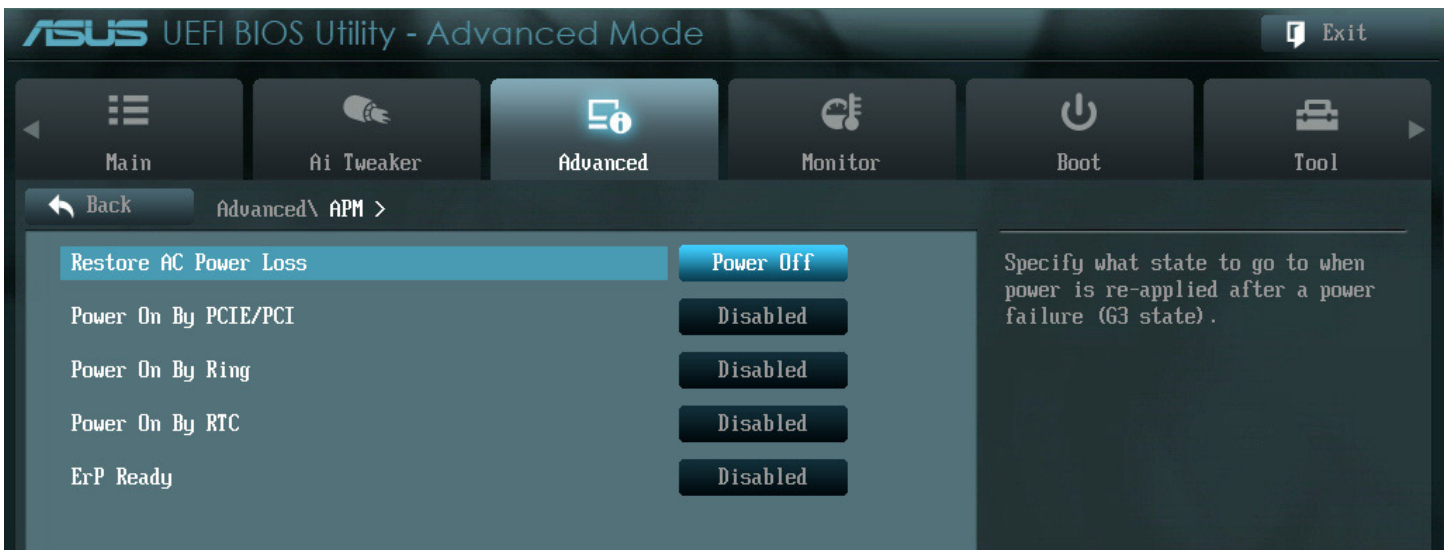 ASUS UEFI BIOS Utility - Advanced Mode
Exit
Main
Ai Tweaker
Advanced
Monitor
Boot
Tool
Back
Advanced\ APM >
Restore AC Power Loss
Power Off
Power On By PCIE/PCI
Disabled
Power On By Ring
Disabled
Power On By RTC
Disabled
ErP Ready
Disabled
Specify what state to go to when
power is re-applied after a power
failure (G3 state).